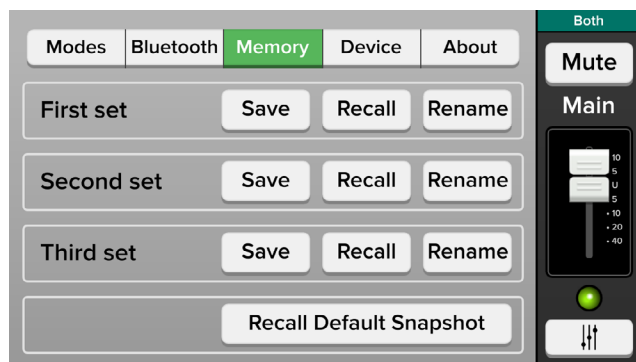 Modes Bluetooth Memory Device About
First set Save Recall Rename
Second set Save Recall Rename
Third set Save Recall Rename
Recall Default Snapshot
Both
Mute
Main
10
5
U
5
10
20
40